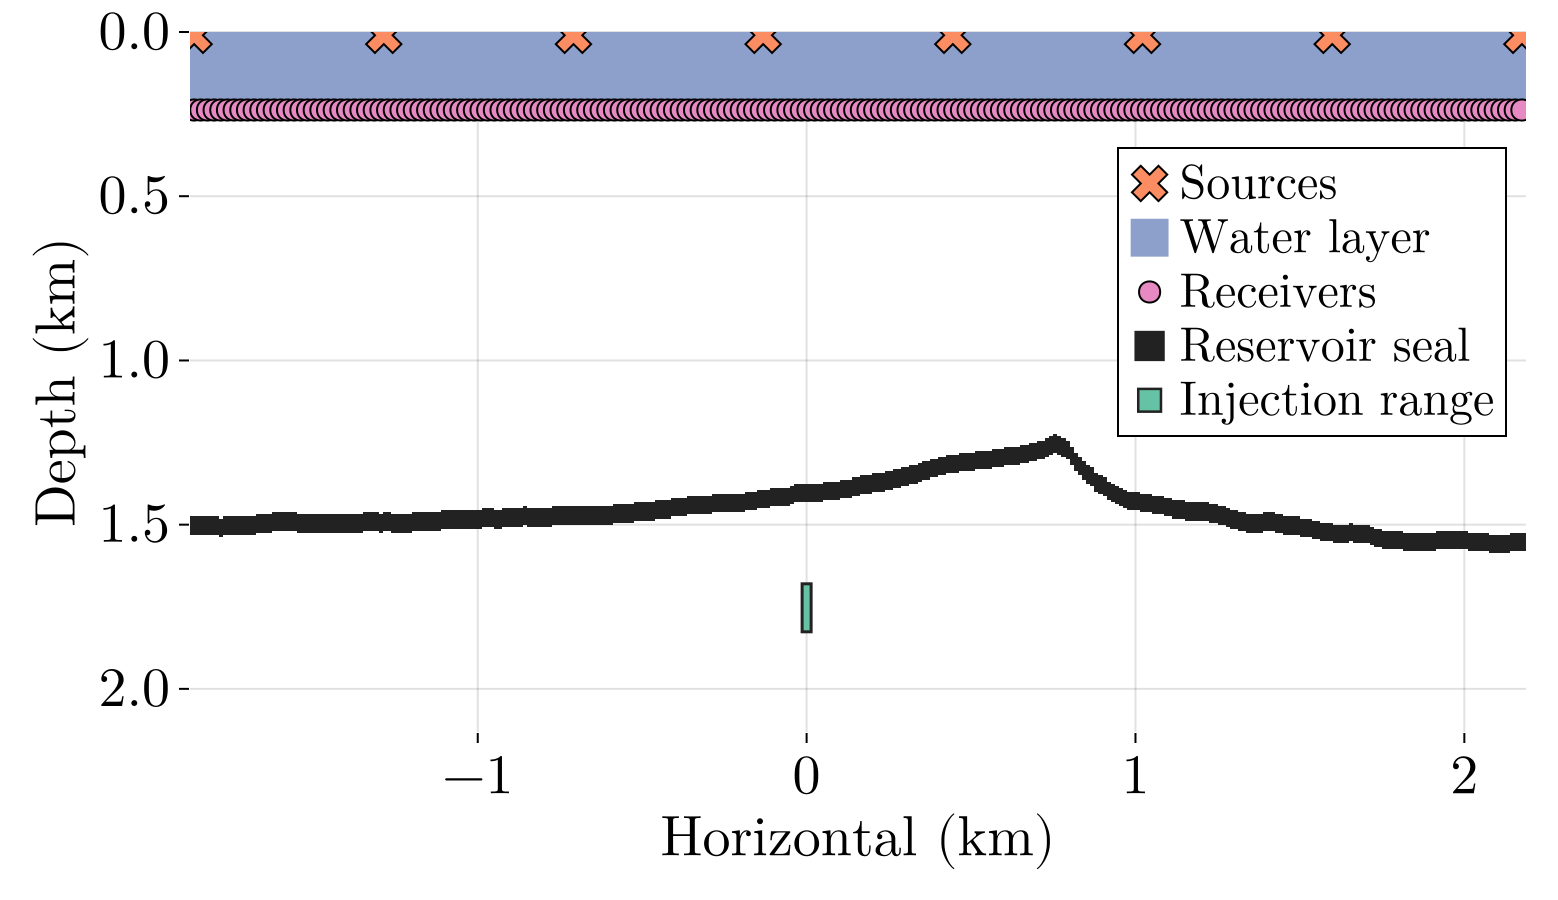 0.0
0.5
1.0
1.5
2.0
Depth (km)
Sources
Water layer
Receivers
Reservoir seal
Injection range
−1 0 1 2
Horizontal (km)